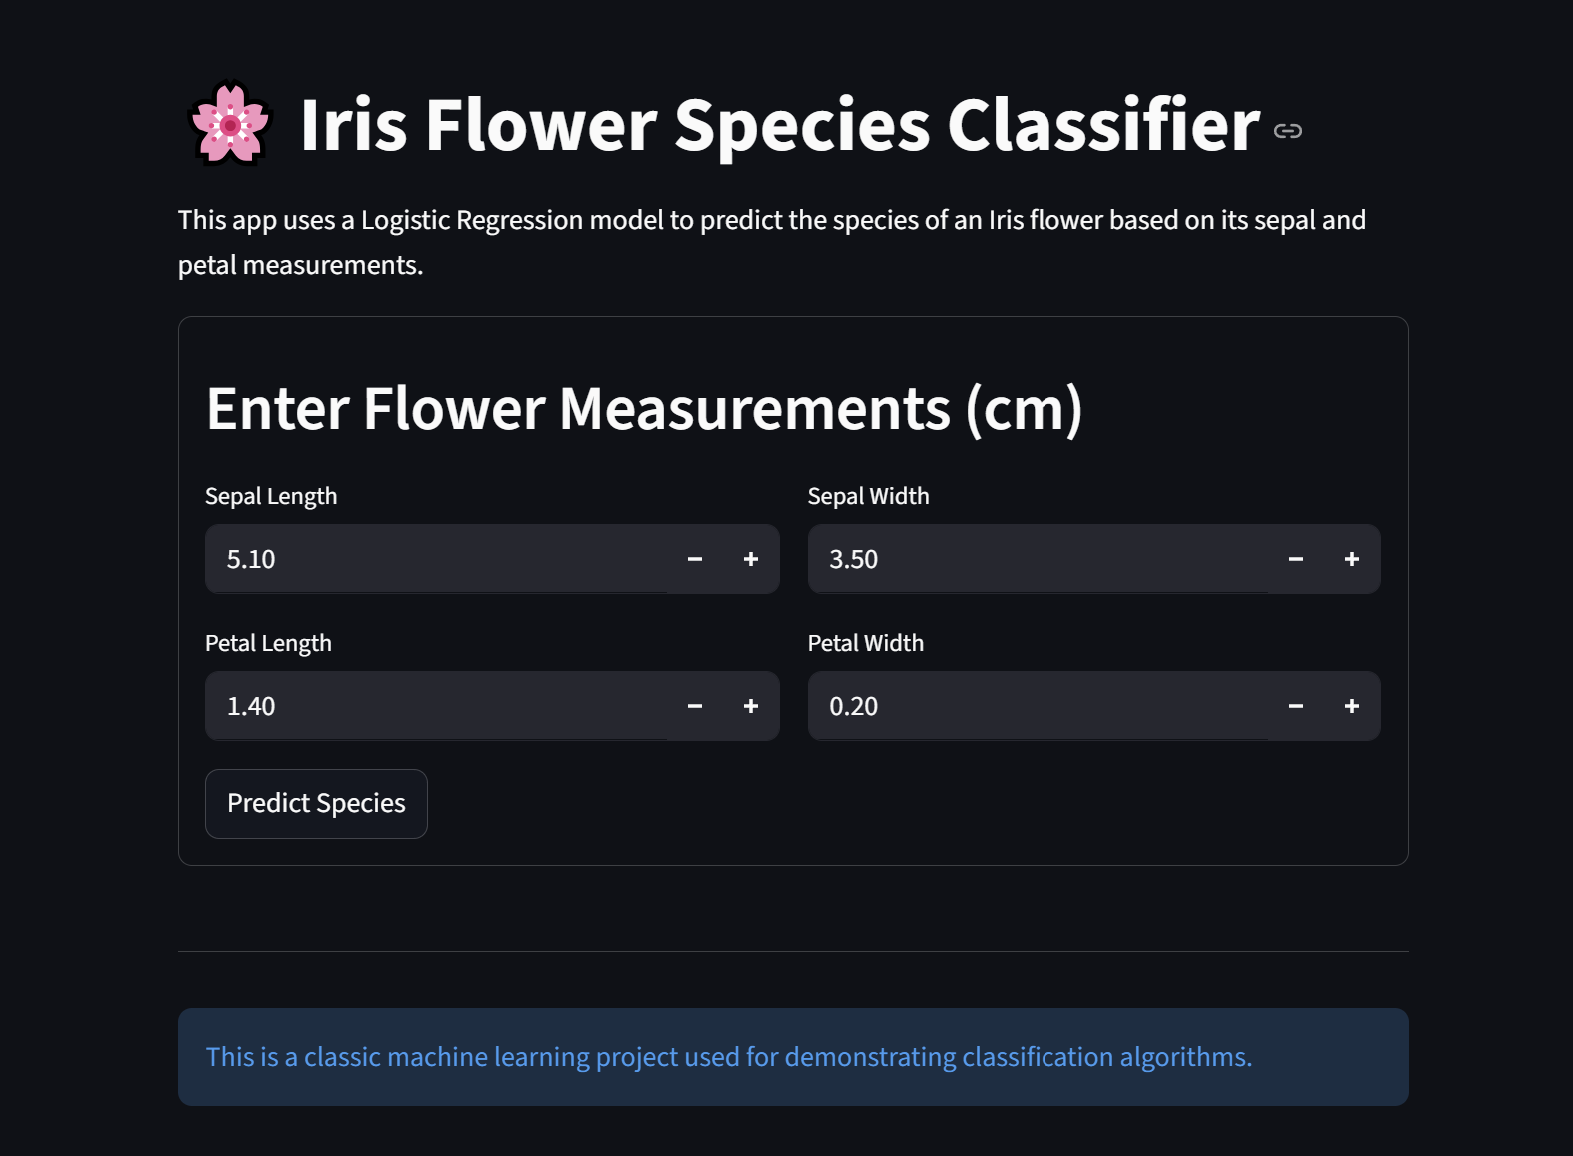 Iris Flower Species Classifier
This app uses a Logistic Regression model to predict the species of an Iris flower based on its sepal and
petal measurements.
Enter Flower Measurements (cm)
Sepal Length
5.10
Sepal Width
3.50
Petal Length
1.40
Petal Width
0.20
Predict Species
This is a classic machine learning project used for demonstrating classification algorithms.